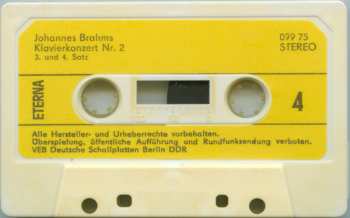 Johannes Brahms
Klavierkonzert Nr. 2
3. und 4. Satz
099 75
STEREO
ETERNA
4
Alle Hersteller- und Urheberrechte vorbehalten.
Überspielung, öffentliche Aufführung und Rundfunksendung verboten.
VEB Deutsche Schallplatten Berlin DDR